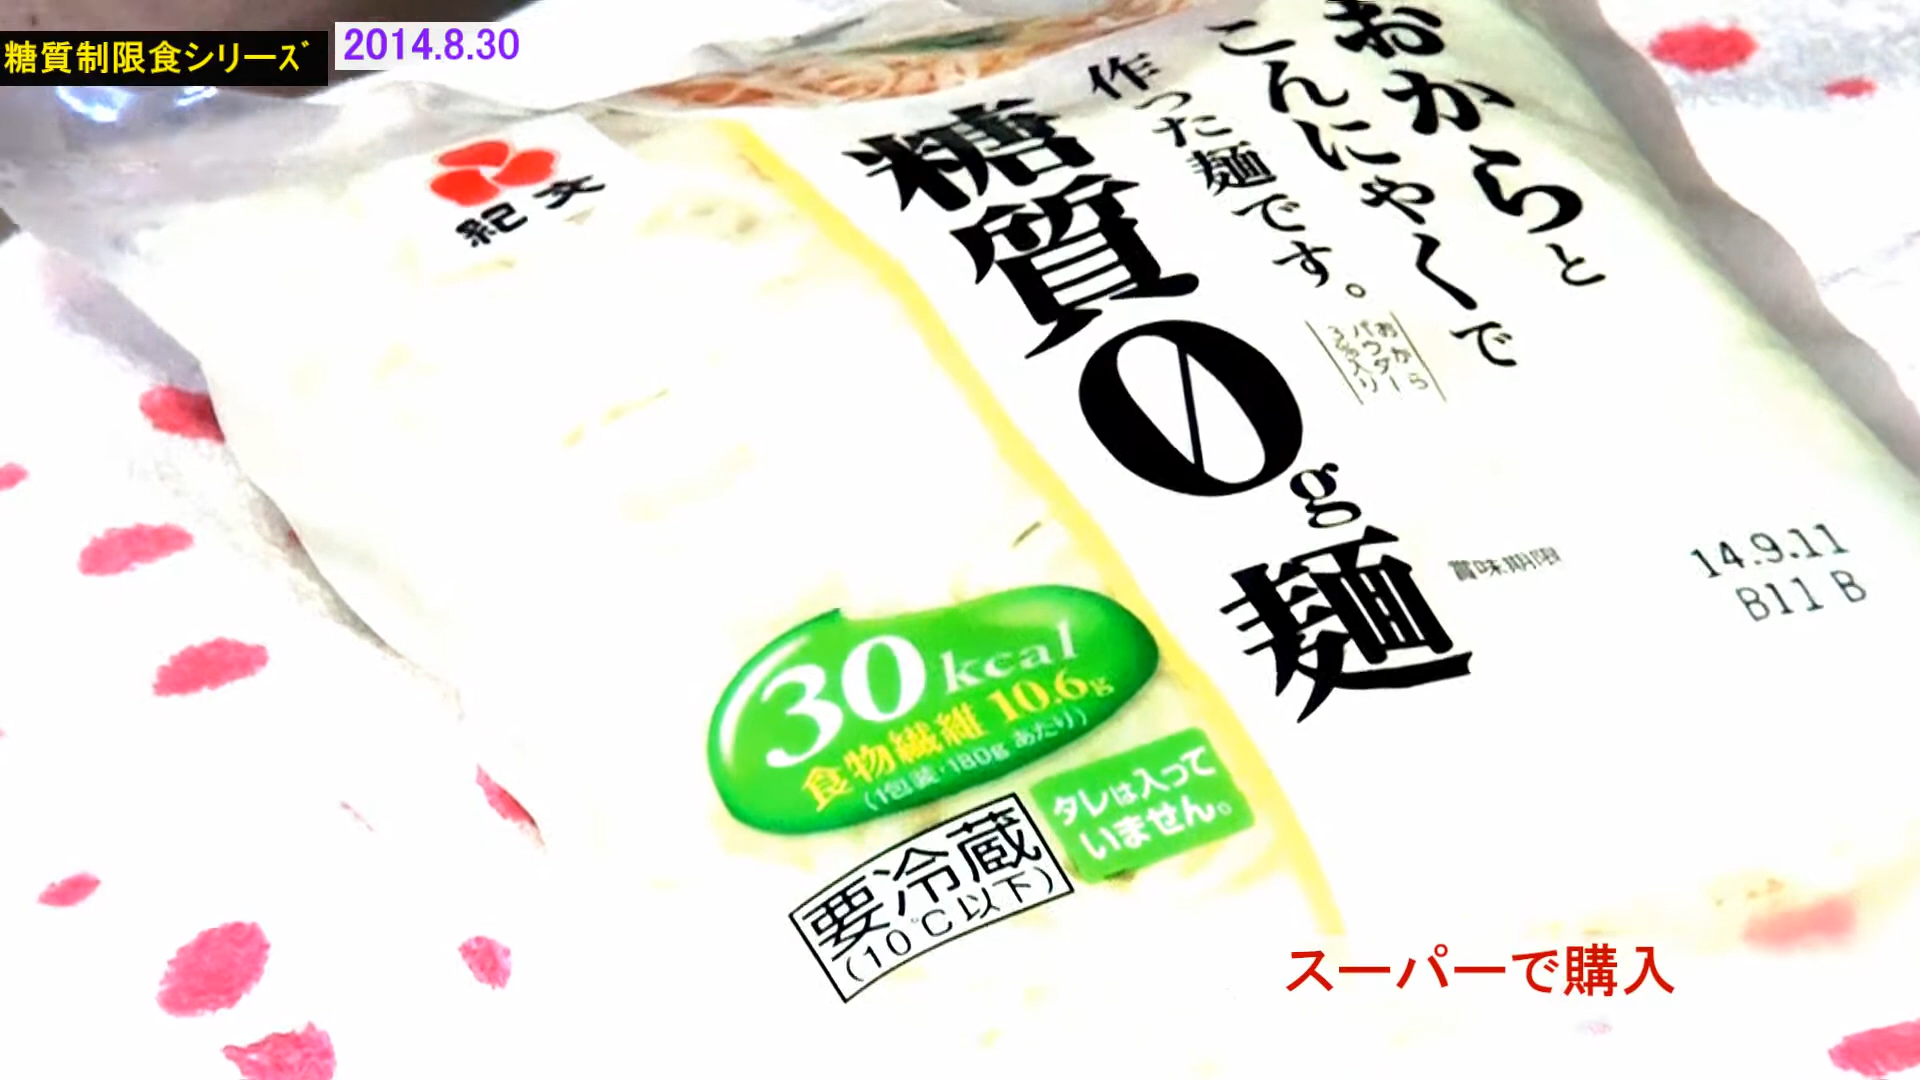 糖質制限食シリーズ
2014.8.30
紀文
おからと
こんにゃくで
作った麺です。
おから
パウダー
3%入り
糖質0g麺
賞味期限
14.9.11
B11 B
30kcal
食物繊維 10.6g
(1包装・180gあたり)
タレは入って
いません。
要冷蔵
(10℃以下)
スーパーで購入